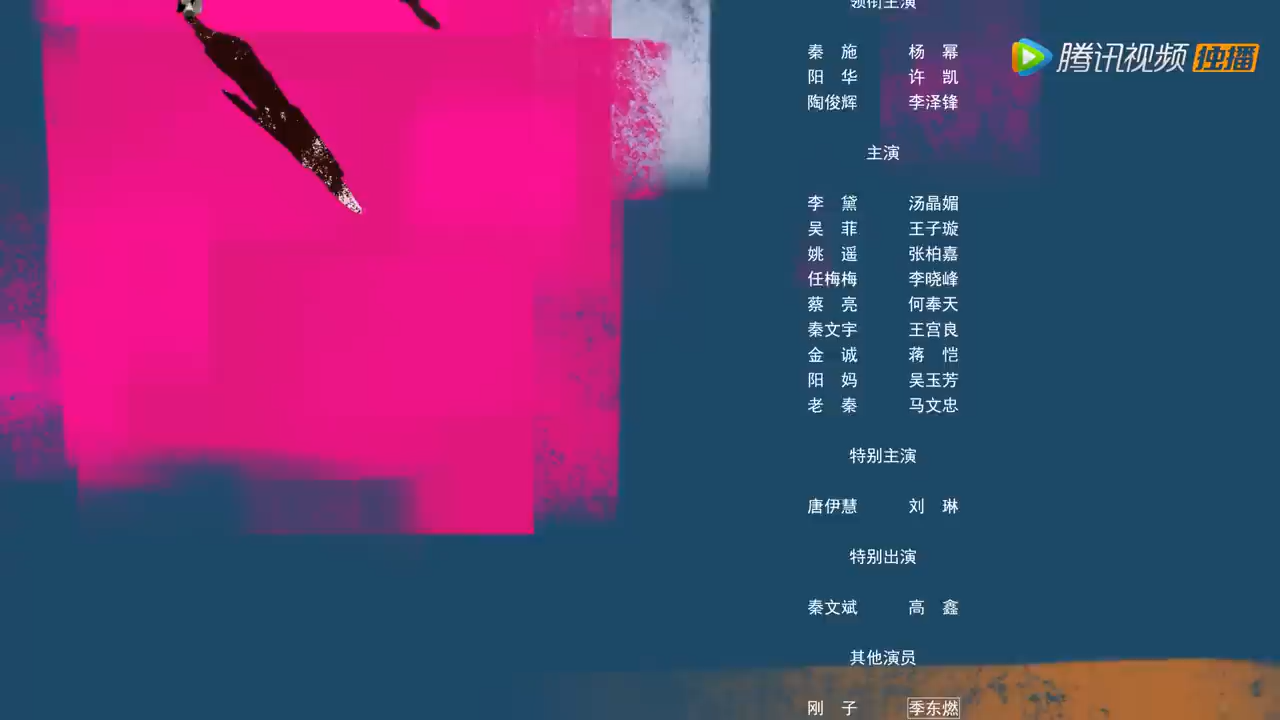 领衔主演
腾讯视频 独播
秦 施 杨 幂
阳 华 许 凯
陶俊辉 李泽锋
主演
李 黛 汤晶媚
吴 菲 王子璇
姚 遥 张柏嘉
任梅梅 李晓峰
蔡 亮 何奉天
秦文宇 王宫良
金 诚 蒋 恺
阳 妈 吴玉芳
老 秦 马文忠
特别主演
唐伊慧 刘 琳
特别出演
秦文斌 高 鑫
其他演员
刚 子 季东燃